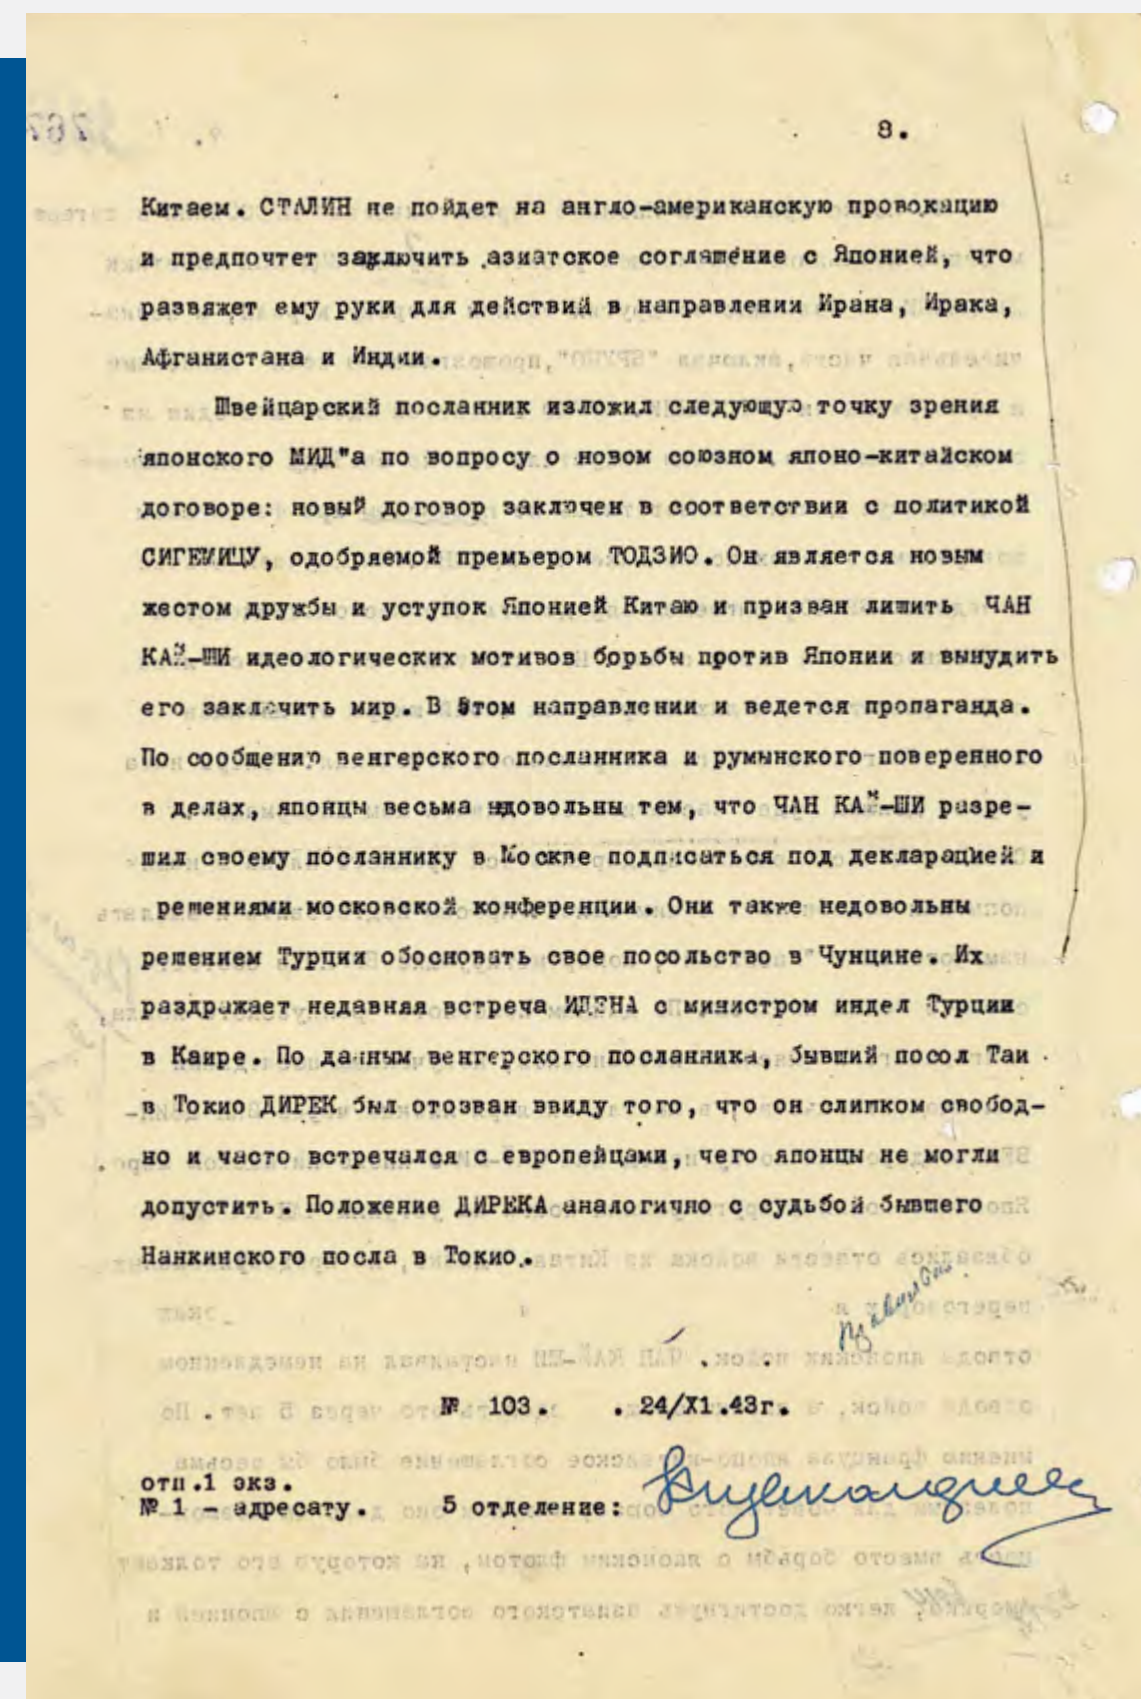 8.
Китаем. СТАЛИН не пойдет на англо-американскую провокацию
и предпочтет заключить азиатское соглашение с Японией, что
развяжет ему руки для действий в направлении Ирана, Ирака,
Афганистана и Индии.
Швейцарский посланник изложил следующую точку зрения
японского МИД"а по вопросу о новом союзном японо-китайском
договоре: новый договор заключен в соответствии с политикой
СИГЕМИЦУ, одобряемой премьером ТОДЗИО. Он является новым
жестом дружбы и уступок Японией Китаю и призван лишить ЧАН
КАЙ-ШИ идеологических мотивов борьбы против Японии и вынудить
его заключить мир. В этом направлении и ведется пропаганда.
По сообщению венгерского посланника и румынского поверенного
в делах, японцы весьма недовольны тем, что ЧАН КАЙ-ШИ разре-
шил своему посланнику в Москве подписаться под декларацией и
решениями московской конференции. Они также недовольны
решением Турции обосновать свое посольство в Чунцине. Их
раздражает недавняя встреча ИДЕНА с министром индел Турции
в Каире. По данным венгерского посланника, бывший посол Таи
в Токио ДИРЕК был отозван ввиду того, что он слишком свобод-
но и часто встречался с европейцами, чего японцы не могли
допустить. Положение ДИРЕКА аналогично с судьбой бывшего
Нанкинского посла в Токио.
№ 103. 24/X1.43г.
отп.1 экз.
№ 1 - адресату. 5 отделение: